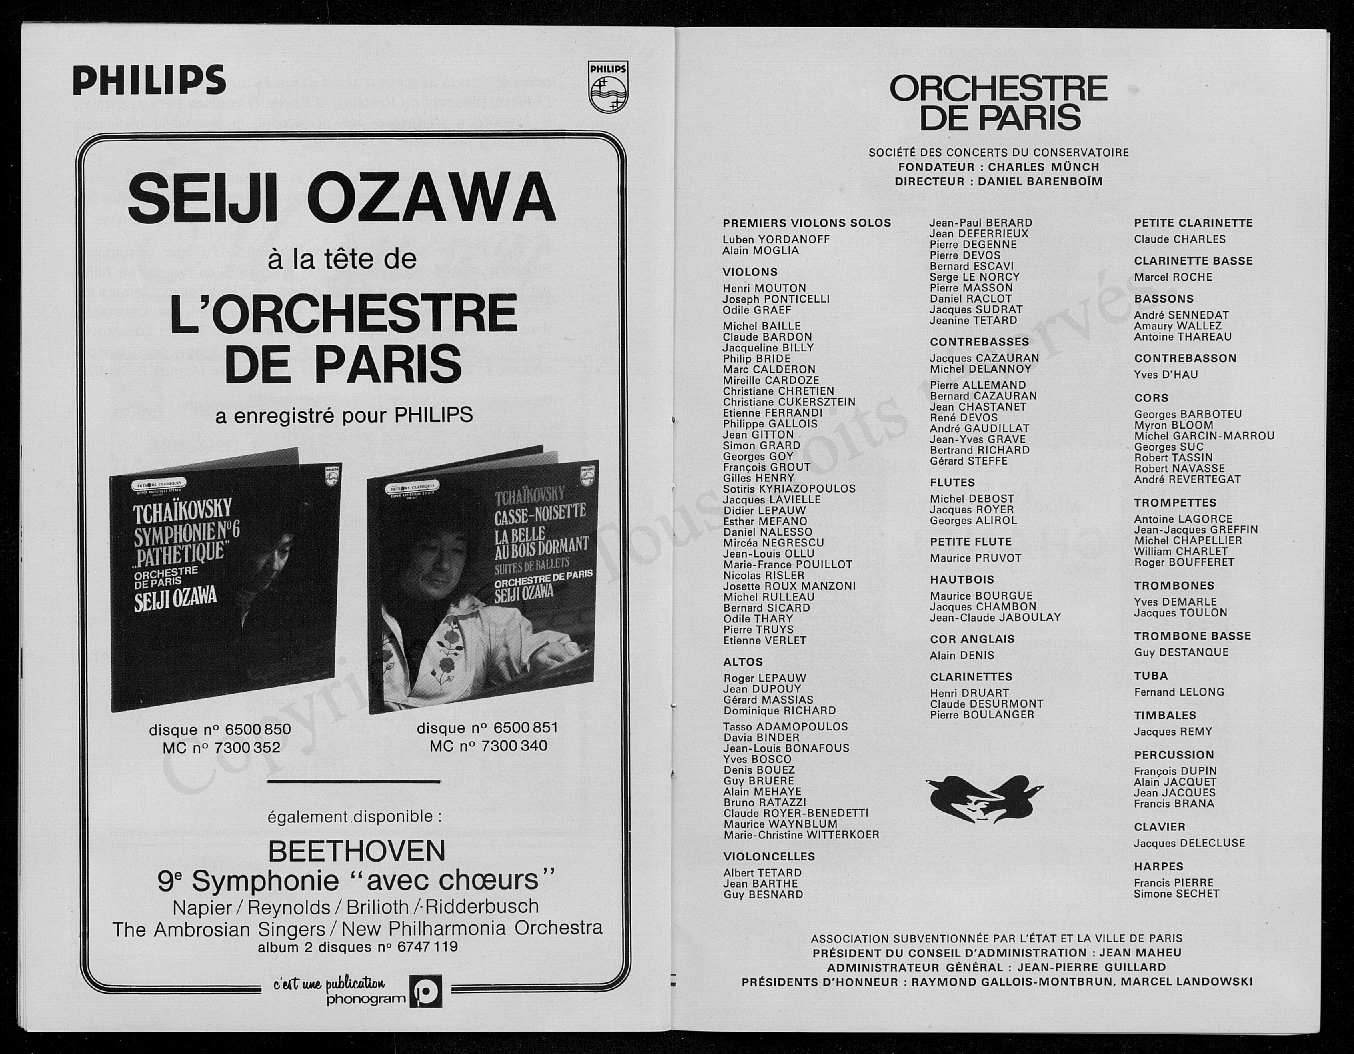 PHILIPS
PHILIPS
SEIJI OZAWA
à la tête de
L'ORCHESTRE
DE PARIS
a enregistré pour PHILIPS
TCHAÏKOVSKY
SYMPHONIE Nº6
"PATHETIQUE"
ORCHESTRE
DE PARIS
SEIJI OZAWA
TCHAÏKOVSKY
CASSE-NOISETTE
LA BELLE
AU BOIS DORMANT
SUITES DE BALLETS
ORCHESTRE DE PARIS
SEIJI OZAWA
disque nº 6500 850
MC nº 7300 352
disque nº 6500 851
MC nº 7300 340
également disponible :
BEETHOVEN
9e Symphonie "avec chœurs"
Napier / Reynolds / Brilioth / Ridderbusch
The Ambrosian Singers / New Philharmonia Orchestra
album 2 disques nº 6747 119
c'est une publication
phonogram
ORCHESTRE
DE PARIS
SOCIÉTÉ DES CONCERTS DU CONSERVATOIRE
FONDATEUR : CHARLES MÜNCH
DIRECTEUR : DANIEL BARENBOÏM
PREMIERS VIOLONS SOLOS
Luben YORDANOFF
Alain MOGLIA
VIOLONS
Henri MOUTON
Joseph PONTICELLI
Odile GRAEF
Michel BAILLE
Claude BARDON
Jacqueline BILLY
Philip BRIDE
Marc CALDERON
Mireille CARDOZE
Christiane CHRETIEN
Christiane CUKERSZTEIN
Etienne FERRANDI
Philippe GALLOIS
Jean GITTON
Simon GRARD
Georges GOY
François GROUT
Gilles HENRY
Sotiris KYRIAZOPOULOS
Jacques LAVIELLE
Didier LEPAUW
Esther MEFANO
Daniel NALESSO
Mircéa NEGRESCU
Jean-Louis OLLU
Marie-France POUILLOT
Nicolas RISLER
Josette ROUX MANZONI
Michel RULLEAU
Bernard SICARD
Odile THARY
Pierre TRUYS
Etienne VERLET
ALTOS
Roger LEPAUW
Jean DUPOUY
Gérard MASSIAS
Dominique RICHARD
Tasso ADAMOPOULOS
Davia BINDER
Jean-Louis BONAFOUS
Yves BOSCO
Denis BOUEZ
Guy BRUERE
Alain MEHAYE
Bruno RATAZZI
Claude ROYER-BENEDETTI
Maurice WAYNBLUM
Marie-Christine WITTERKOER
VIOLONCELLES
Albert TETARD
Jean BARTHE
Guy BESNARD
Jean-Paul BERARD
Jean DEFERRIEUX
Pierre DEGENNE
Pierre DEVOS
Bernard ESCAVI
Serge LE NORCY
Pierre MASSON
Daniel RACLOT
Jacques SUDRAT
Jeanine TETARD
CONTREBASSES
Jacques CAZAURAN
Michel DELANNOY
Pierre ALLEMAND
Bernard CAZAURAN
Jean CHASTANET
René DEVOS
André GAUDILLAT
Jean-Yves GRAVE
Bertrand RICHARD
Gérard STEFFE
FLUTES
Michel DEBOST
Jacques ROYER
Georges ALIROL
PETITE FLUTE
Maurice PRUVOT
HAUTBOIS
Maurice BOURGUE
Jacques CHAMBON
Jean-Claude JABOULAY
COR ANGLAIS
Alain DENIS
CLARINETTES
Henri DRUART
Claude DESURMONT
Pierre BOULANGER
PETITE CLARINETTE
Claude CHARLES
CLARINETTE BASSE
Marcel ROCHE
BASSONS
André SENNEDAT
Amaury WALLEZ
Antoine THAREAU
CONTREBASSON
Yves D'HAU
CORS
Georges BARBOTEU
Myron BLOOM
Michel GARCIN-MARROU
Georges SUC
Robert TASSIN
Robert NAVASSE
André REVERTEGAT
TROMPETTES
Antoine LAGORCE
Jean-Jacques GREFFIN
Michel CHAPELLIER
William CHARLET
Roger BOUFFERET
TROMBONES
Yves DEMARLE
Jacques TOULON
TROMBONE BASSE
Guy DESTANQUE
TUBA
Fernand LELONG
TIMBALES
Jacques REMY
PERCUSSION
François DUPIN
Alain JACQUET
Jean JACQUES
Francis BRANA
CLAVIER
Jacques DELECLUSE
HARPES
Francis PIERRE
Simone SECHET
ASSOCIATION SUBVENTIONNÉE PAR L'ÉTAT ET LA VILLE DE PARIS
PRÉSIDENT DU CONSEIL D'ADMINISTRATION : JEAN MAHEU
ADMINISTRATEUR GÉNÉRAL : JEAN-PIERRE GUILLARD
PRÉSIDENTS D'HONNEUR : RAYMOND GALLOIS-MONTBRUN, MARCEL LANDOWSKI